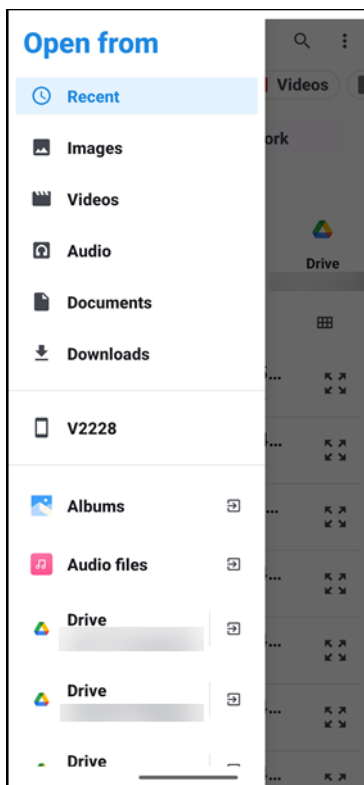 Open from
Recent
Videos
Images
ork
Videos
Audio
Drive
Documents
Downloads
V2228
Albums
Audio files
Drive
Drive
Drive